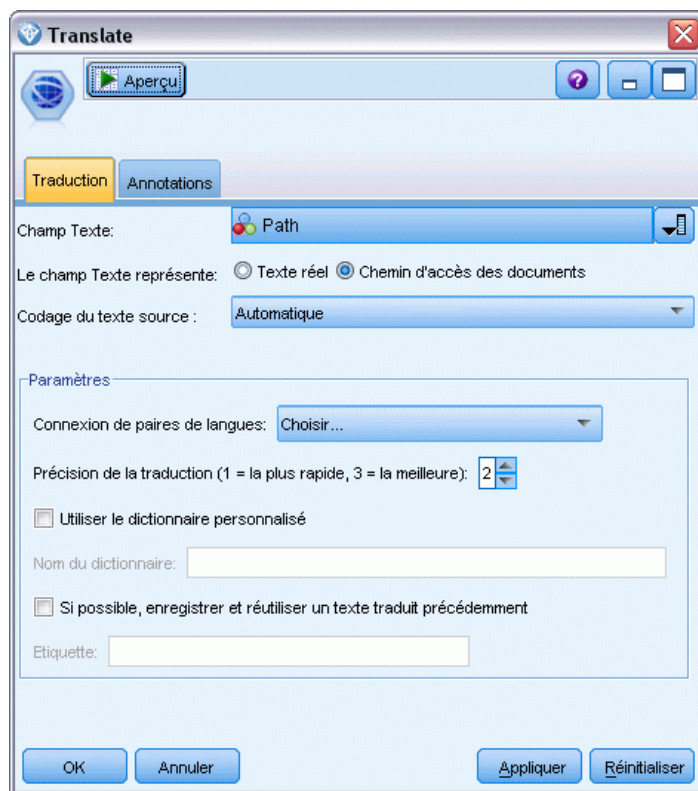 Translate
Aperçu
Traduction Annotations
Champ Texte: Path
Le champ Texte représente: Texte réel Chemin d'accès des documents
Codage du texte source : Automatique
Paramètres
Connexion de paires de langues: Choisir...
Précision de la traduction (1 = la plus rapide, 3 = la meilleure): 2
Utiliser le dictionnaire personnalisé
Nom du dictionnaire:
Si possible, enregistrer et réutiliser un texte traduit précédemment
Etiquette:
OK Annuler Appliquer Réinitialiser